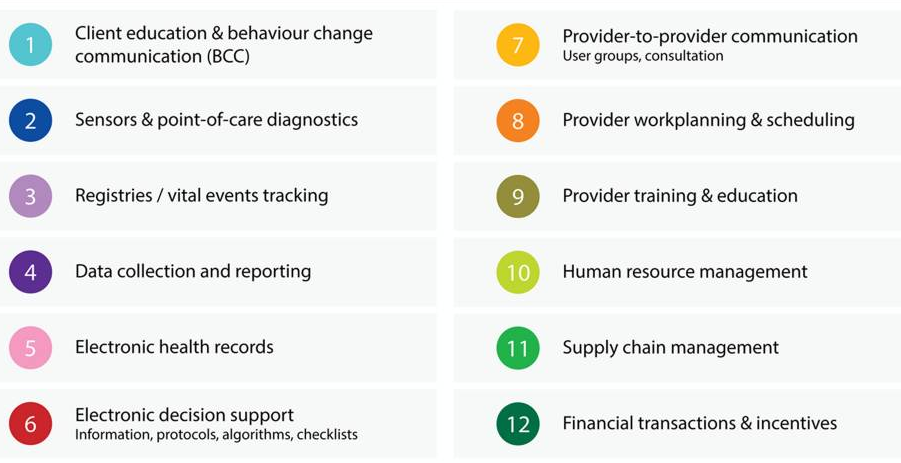 1
Client education & behaviour change
communication (BCC)
2
Sensors & point-of-care diagnostics
3
Registries / vital events tracking
4
Data collection and reporting
5
Electronic health records
6
Electronic decision support
Information, protocols, algorithms, checklists
7
Provider-to-provider communication
User groups, consultation
8
Provider workplanning & scheduling
9
Provider training & education
10
Human resource management
11
Supply chain management
12
Financial transactions & incentives